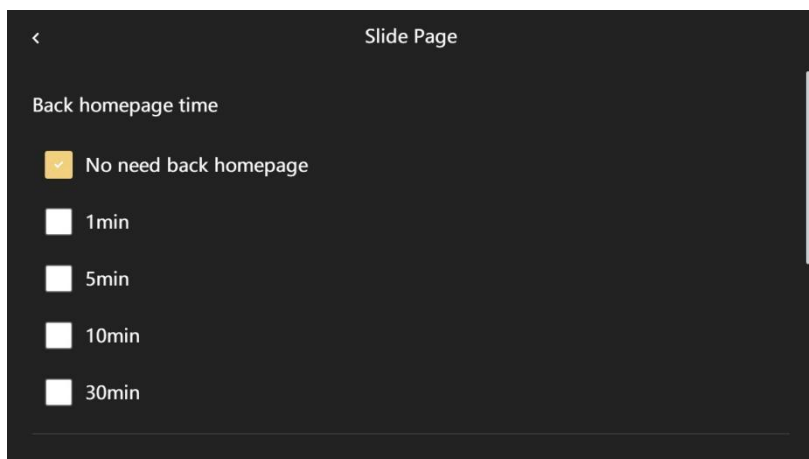 Slide Page
Back homepage time
No need back homepage
1min
5min
10min
30min